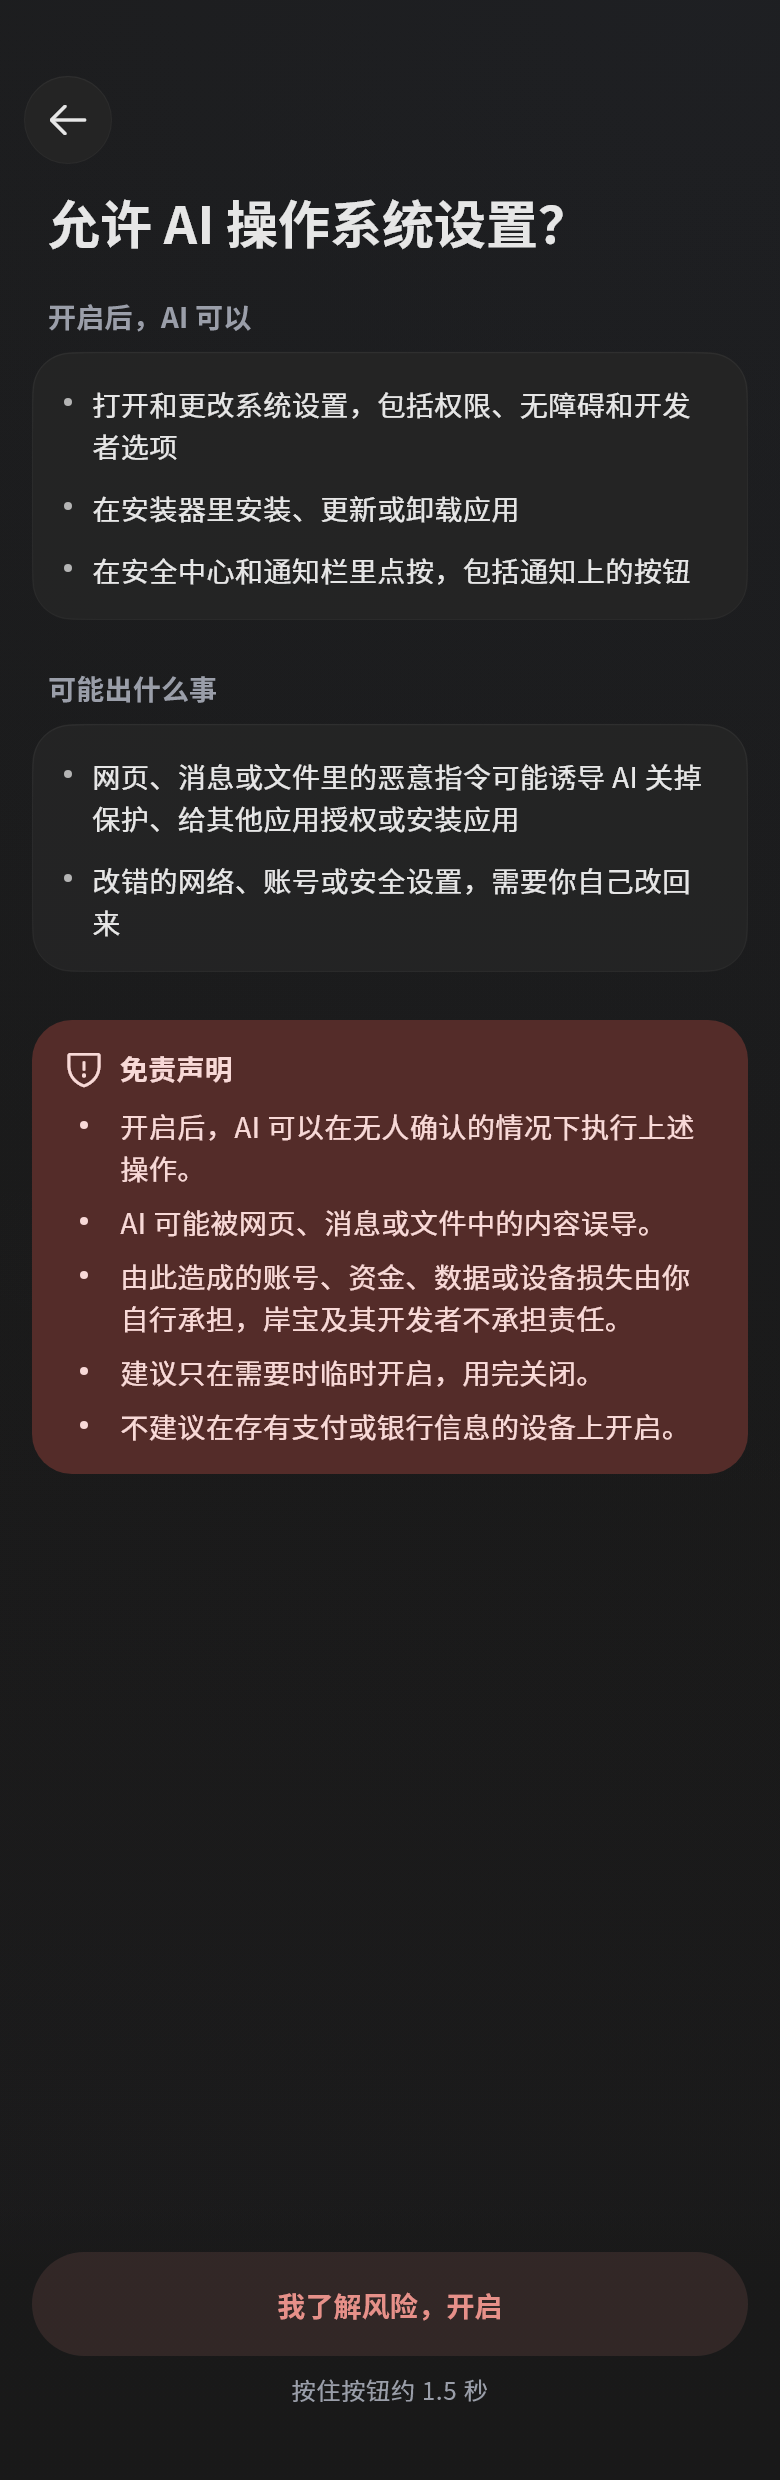 允许 AI 操作系统设置？
开启后，AI 可以
打开和更改系统设置，包括权限、无障碍和开发
者选项
在安装器里安装、更新或卸载应用
在安全中心和通知栏里点按，包括通知上的按钮
可能出什么事
网页、消息或文件里的恶意指令可能诱导 AI 关掉
保护、给其他应用授权或安装应用
改错的网络、账号或安全设置，需要你自己改回
来
免责声明
开启后，AI 可以在无人确认的情况下执行上述
操作。
AI 可能被网页、消息或文件中的内容误导。
由此造成的账号、资金、数据或设备损失由你
自行承担，岸宝及其开发者不承担责任。
建议只在需要时临时开启，用完关闭。
不建议在存有支付或银行信息的设备上开启。
我了解风险，开启
按住按钮约 1.5 秒